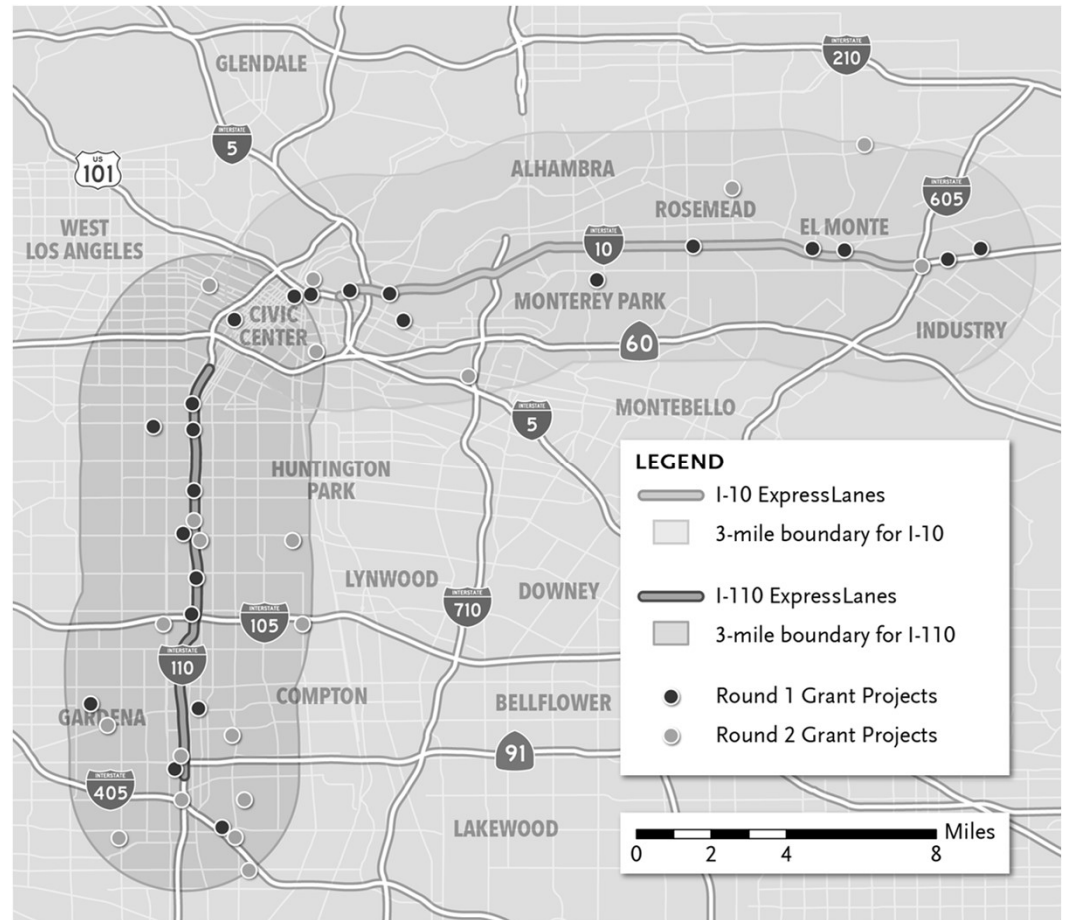 GLENDALE
INTERSTATE
210
INTERSTATE
5
US
101
ALHAMBRA
INTERSTATE
605
ROSEMEAD
WEST
LOS ANGELES
EL MONTE
INTERSTATE
10
MONTEREY PARK
CIVIC
CENTER
INDUSTRY
60
MONTEBELLO
INTERSTATE
5
HUNTINGTON
PARK
LYNWOOD
DOWNEY
INTERSTATE
710
INTERSTATE
105
INTERSTATE
110
COMPTON
BELLFLOWER
GARDENA
91
INTERSTATE
405
LAKEWOOD
LEGEND
I-10 ExpressLanes
3-mile boundary for I-10
I-110 ExpressLanes
3-mile boundary for I-110
Round 1 Grant Projects
Round 2 Grant Projects
Miles
0 2 4 8